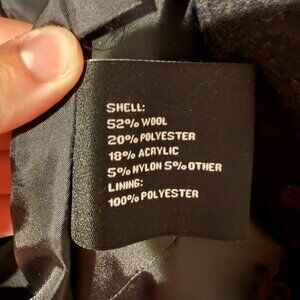 SHELL:
52% WOOL
20% POLYESTER
18% ACRYLIC
5% NYLON 5% OTHER
LINING:
100% POLYESTER